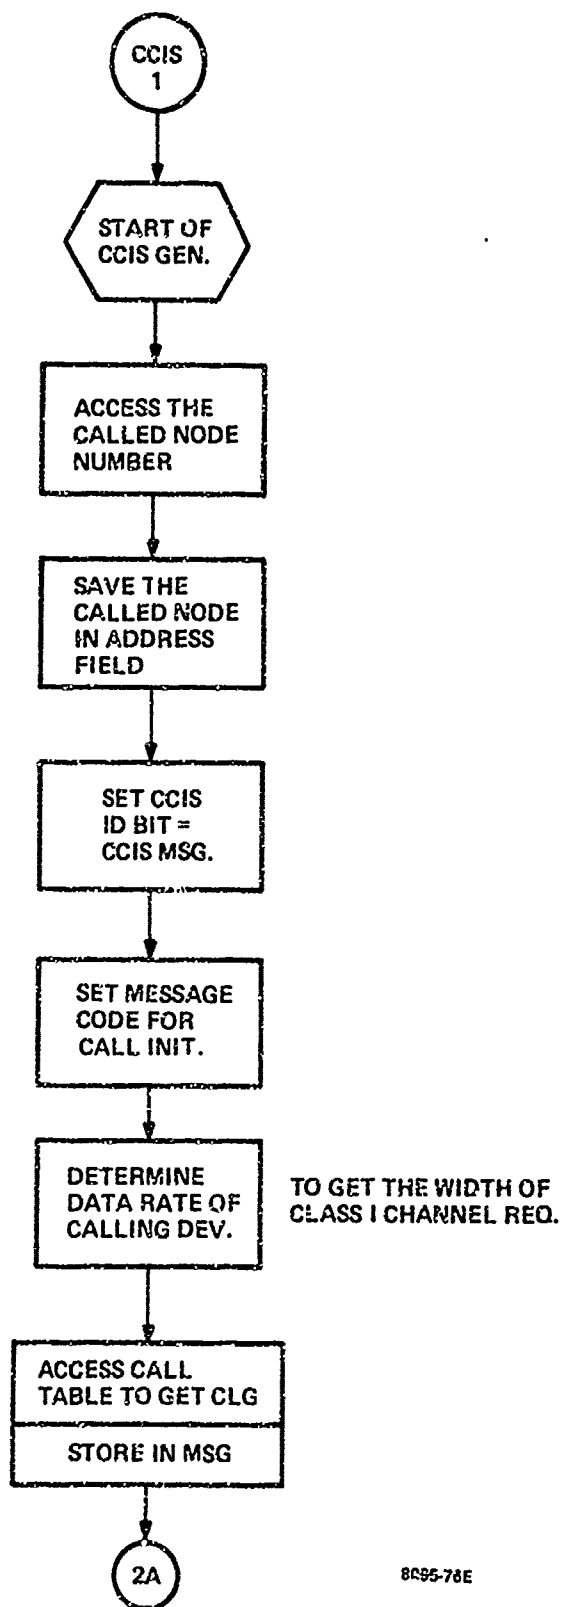 CCIS
1
START OF
CCIS GEN.
ACCESS THE
CALLED NODE
NUMBER
SAVE THE
CALLED NODE
IN ADDRESS
FIELD
SET CCIS
ID BIT =
CCIS MSG.
SET MESSAGE
CODE FOR
CALL INIT.
DETERMINE
DATA RATE OF
CALLING DEV.
TO GET THE WIDTH OF
CLASS I CHANNEL REQ.
ACCESS CALL
TABLE TO GET CLG
STORE IN MSG
2A